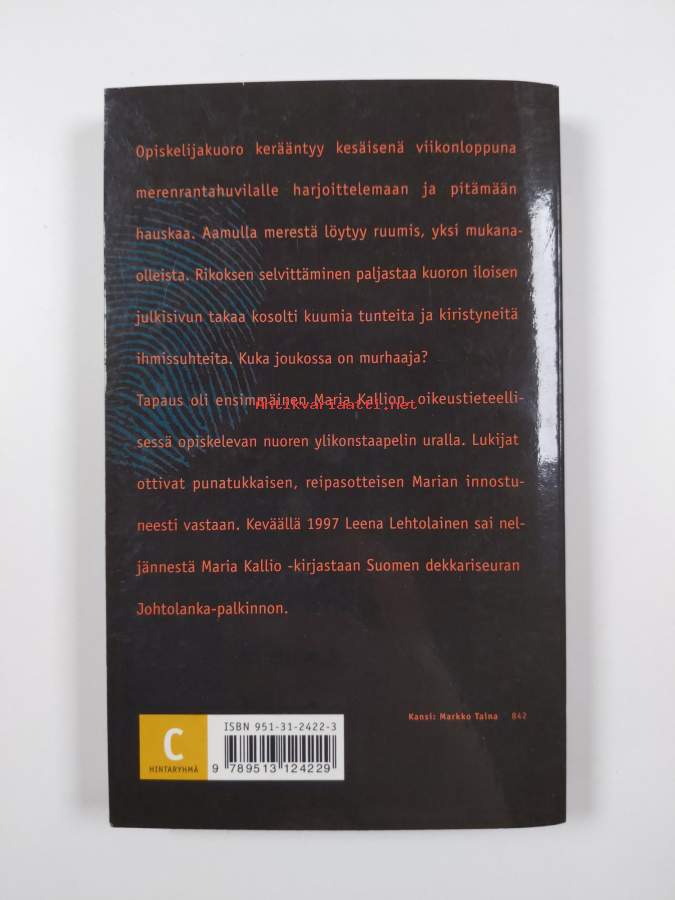 Opiskelijakuoro kerääntyy kesäisenä viikonloppuna
merenrantahuvilalle harjoittelemaan ja pitämään
hauskaa. Aamulla merestä löytyy ruumis, yksi mukana-
olleista. Rikoksen selvittäminen paljastaa kuoron iloisen
julkisivun takaa kosolti kuumia tunteita ja kiristyneitä
ihmissuhteita. Kuka joukossa on murhaaja?
Tapaus oli ensimmäinen Maria Kallion, oikeustieteelli-
Antikvariaatti.net
sessä opiskelevan nuoren ylikonstaapelin uralla. Lukijat
ottivat punatukkaisen, reipasotteisen Marian innostu-
neesti vastaan. Keväällä 1997 Leena Lehtolainen sai nel-
jännestä Maria Kallio -kirjastaan Suomen dekkariseuran
Johtolanka-palkinnon.
Kansi: Markko Taina 842
C
HINTARYHMÄ
ISBN 951-31-2422-3
9 789513 124229